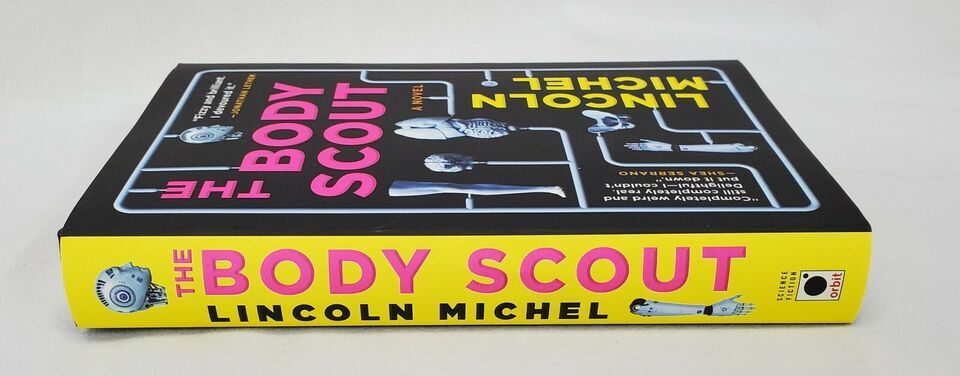 "Fizzy and brilliant.
I devoured it."
—JONATHAN LETHEM
THE
BODY
SCOUT
A NOVEL
LINCOLN
MICHEL
"Completely weird and
still completely real.
Delightful—I couldn't
put it down."
—SHEA SERRANO
THE
BODY SCOUT
LINCOLN MICHEL
SCIENCE
FICTION
orbit